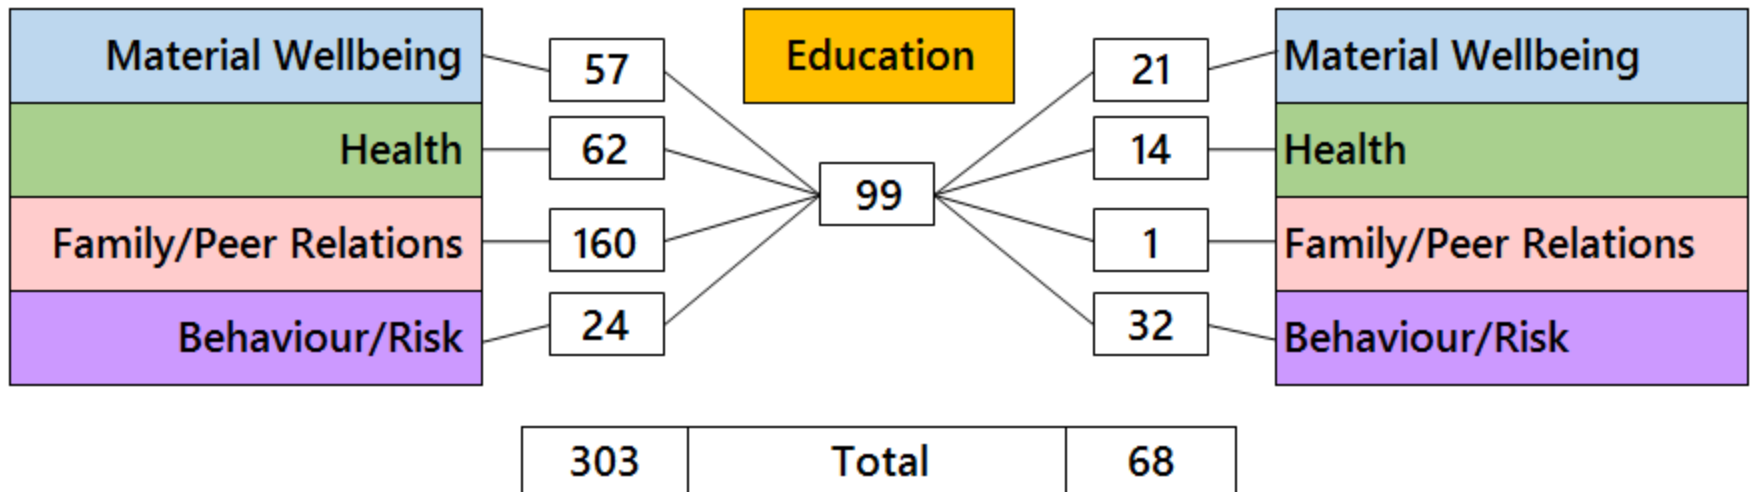 Material Wellbeing 57 Education 21 Material Wellbeing
Health 62 14 Health
99
Family/Peer Relations 160 1 Family/Peer Relations
Behaviour/Risk 24 32 Behaviour/Risk
303 Total 68